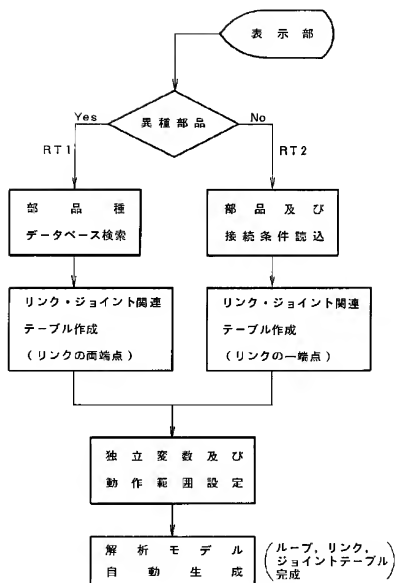 表示部
異種部品
Yes
No
RT1
RT2
部品種
データベース検索
部品及び
接続条件読込
リンク・ジョイント関連
テーブル作成
(リンクの両端点)
リンク・ジョイント関連
テーブル作成
(リンクの一端点)
独立変数及び
動作範囲設定
解析モデル
自動生成
(ループ,リンク,
ジョイントテーブル
完成)